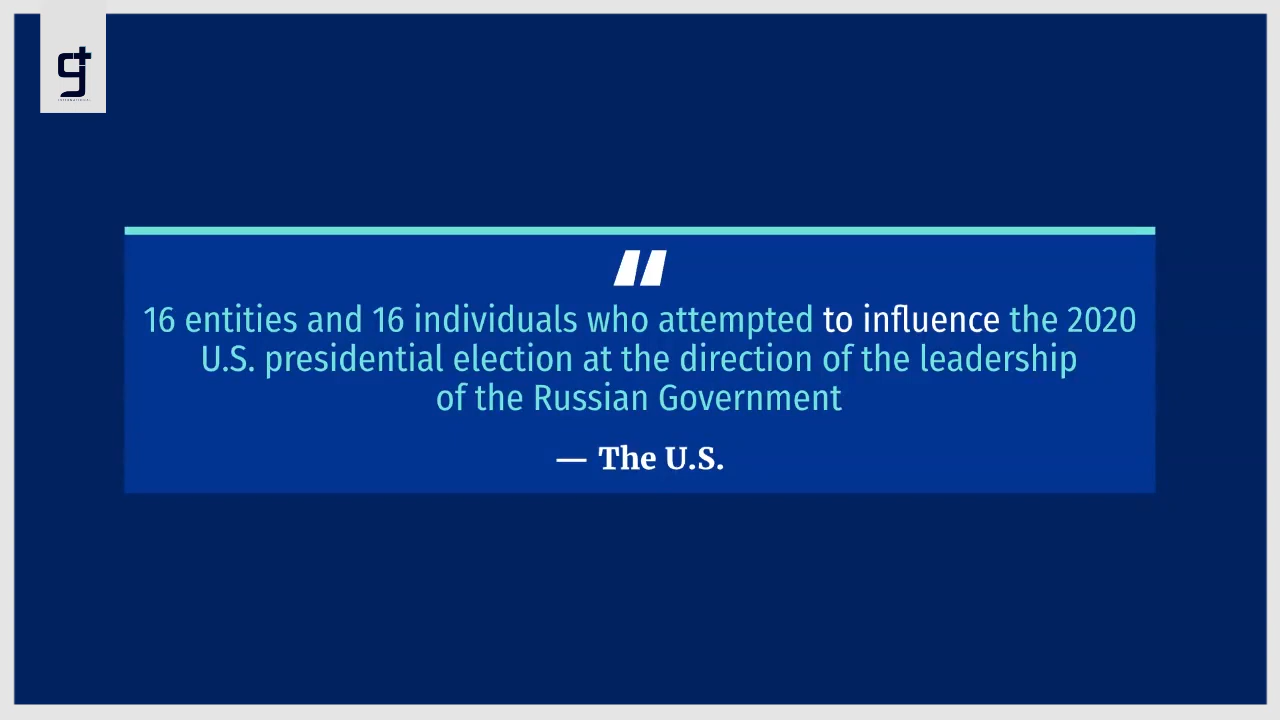 16 entities and 16 individuals who attempted to influence the 2020
U.S. presidential election at the direction of the leadership
of the Russian Government
— The U.S.